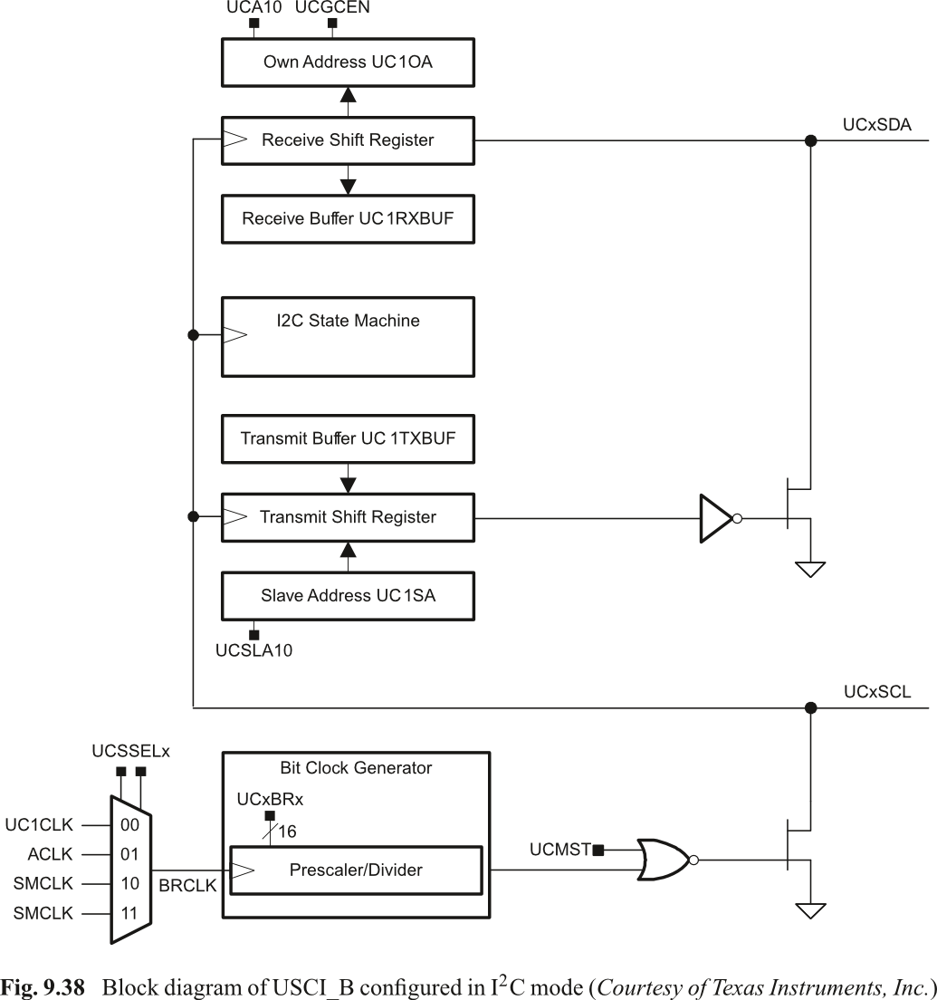 UCA10 UCGCEN
Own Address UC1OA
UCxSDA
Receive Shift Register
Receive Buffer UC1RXBUF
I2C State Machine
Transmit Buffer UC 1TXBUF
Transmit Shift Register
Slave Address UC1SA
UCSLA10
UCxSCL
UCSSELx
Bit Clock Generator
UCxBRx
16
UC1CLK 00
ACLK 01
SMCLK 10
SMCLK 11
BRCLK
Prescaler/Divider
UCMST
Fig. 9.38 Block diagram of USCI_B configured in I²C mode (Courtesy of Texas Instruments, Inc.)